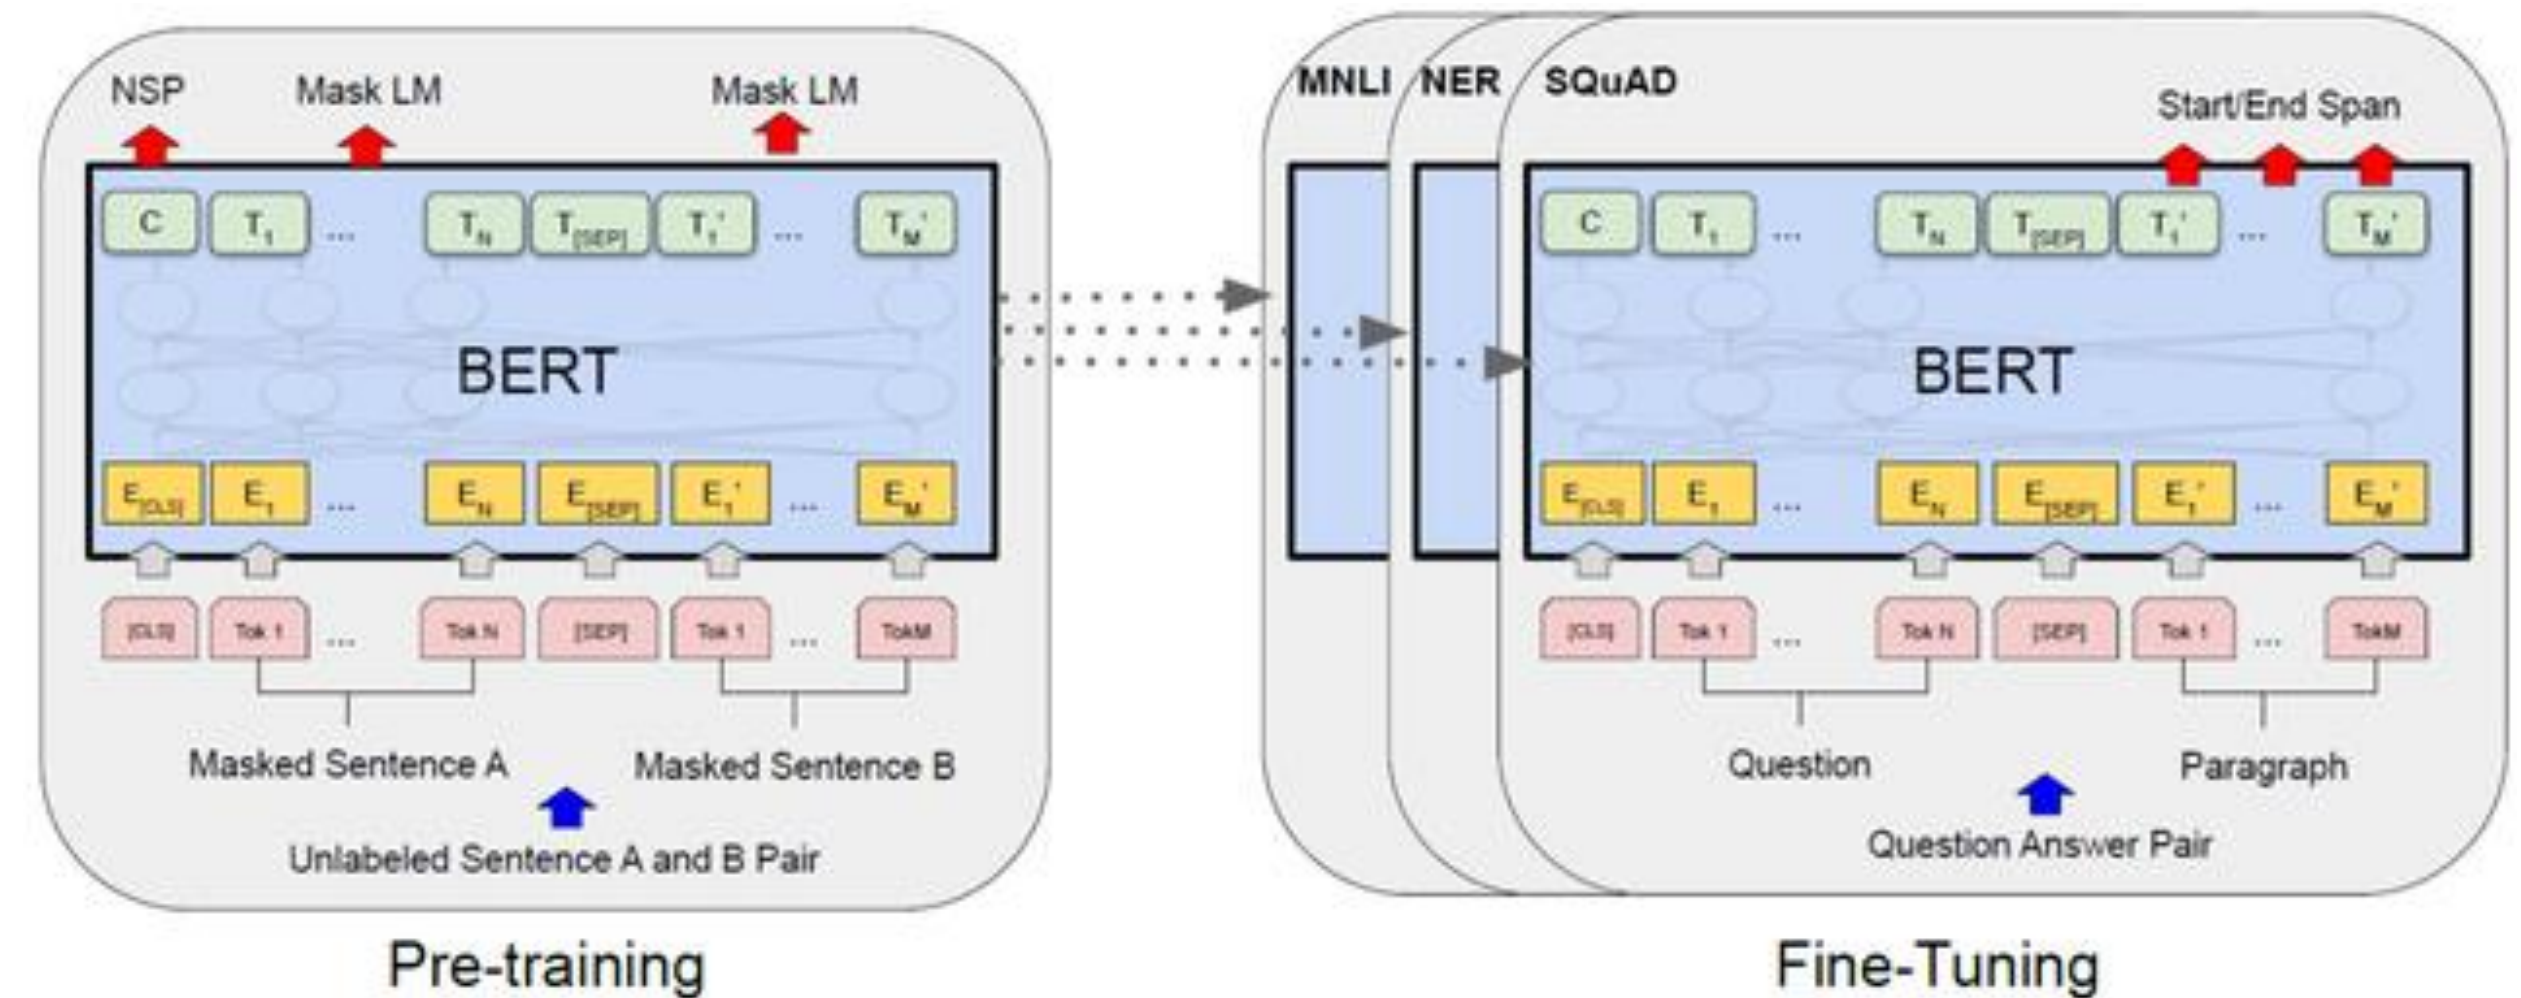 NSP Mask LM Mask LM
C T1 ... TN T[SEP] T1' ... TM'
BERT
E[CLS] E1 ... EN E[SEP] E1' ... EM'
[CLS] Tok 1 ... Tok N [SEP] Tok 1 ... TokM
Masked Sentence A Masked Sentence B
Unlabeled Sentence A and B Pair
Pre-training
MNLI NER SQuAD
Start/End Span
C T1 ... TN T[SEP] T1' ... TM'
BERT
E[CLS] E1 ... EN E[SEP] E1' ... EM'
[CLS] Tok 1 ... Tok N [SEP] Tok 1 ... TokM
Question Paragraph
Question Answer Pair
Fine-Tuning